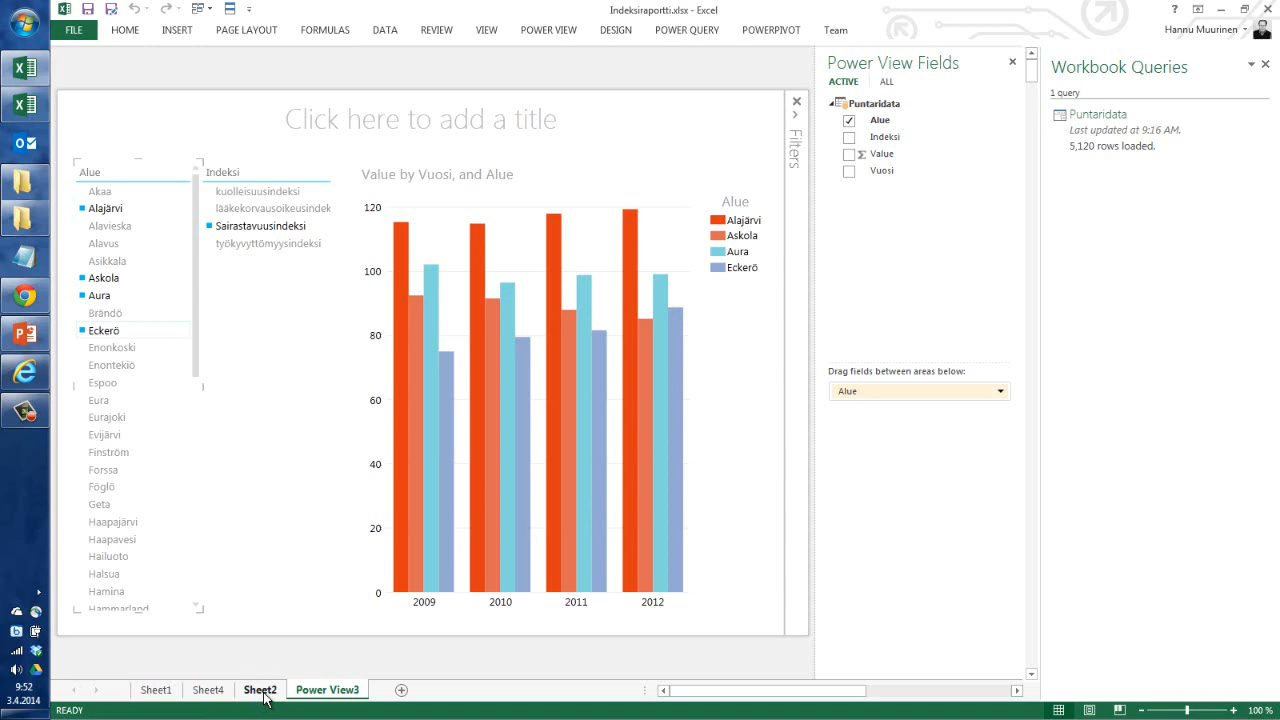 Indeksiraportti.xlsx - Excel
FILE HOME INSERT PAGE LAYOUT FORMULAS DATA REVIEW VIEW POWER VIEW DESIGN POWER QUERY POWERPIVOT Team
Hannu Muurinen
Click here to add a title
Filters
Alue
Akaa
Alajärvi
Alavieska
Alavus
Asikkala
Askola
Aura
Brändö
Eckerö
Enonkoski
Enontekiö
Espoo
Eura
Eurajoki
Evijärvi
Finström
Forssa
Föglö
Geta
Haapajärvi
Haapavesi
Hailuoto
Halsua
Hamina
Hammarland
Indeksi
kuolleisuusindeksi
lääkekorvausoikeusindek
Sairastavuusindeksi
työkyvyttömyysindeksi
Value by Vuosi, and Alue
120
100
80
60
40
20
0
2009 2010 2011 2012
Alue
Alajärvi
Askola
Aura
Eckerö
Power View Fields
ACTIVE ALL
Puntaridata
Alue
Indeksi
Σ Value
Vuosi
Drag fields between areas below:
Alue
Workbook Queries
1 query
Puntaridata
Last updated at 9:16 AM.
5,120 rows loaded.
Sheet1 Sheet4 Sheet2 Power View3
READY
100 %
9:52
3.4.2014